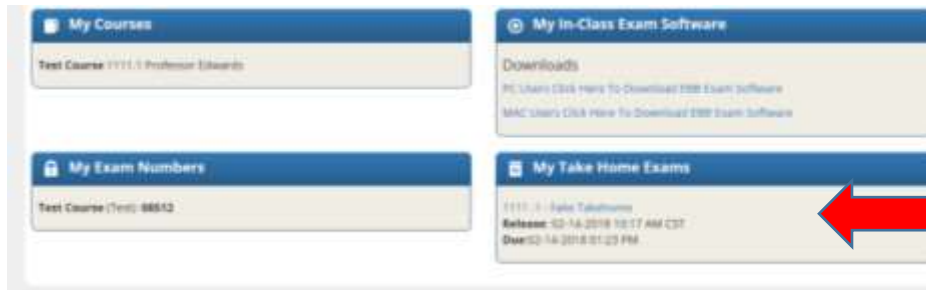 My Courses
Test Course 1111.1 Professor Edwards
My In-Class Exam Software
Downloads
PC Users Click Here To Download EBB Exam Software
MAC Users Click Here To Download EBB Exam Software
My Exam Numbers
Test Course (Test): 08512
My Take Home Exams
1111.1 - Fake Takehome
Release: 02-14-2018 10:17 AM CST
Due: 02-14-2018 01:23 PM